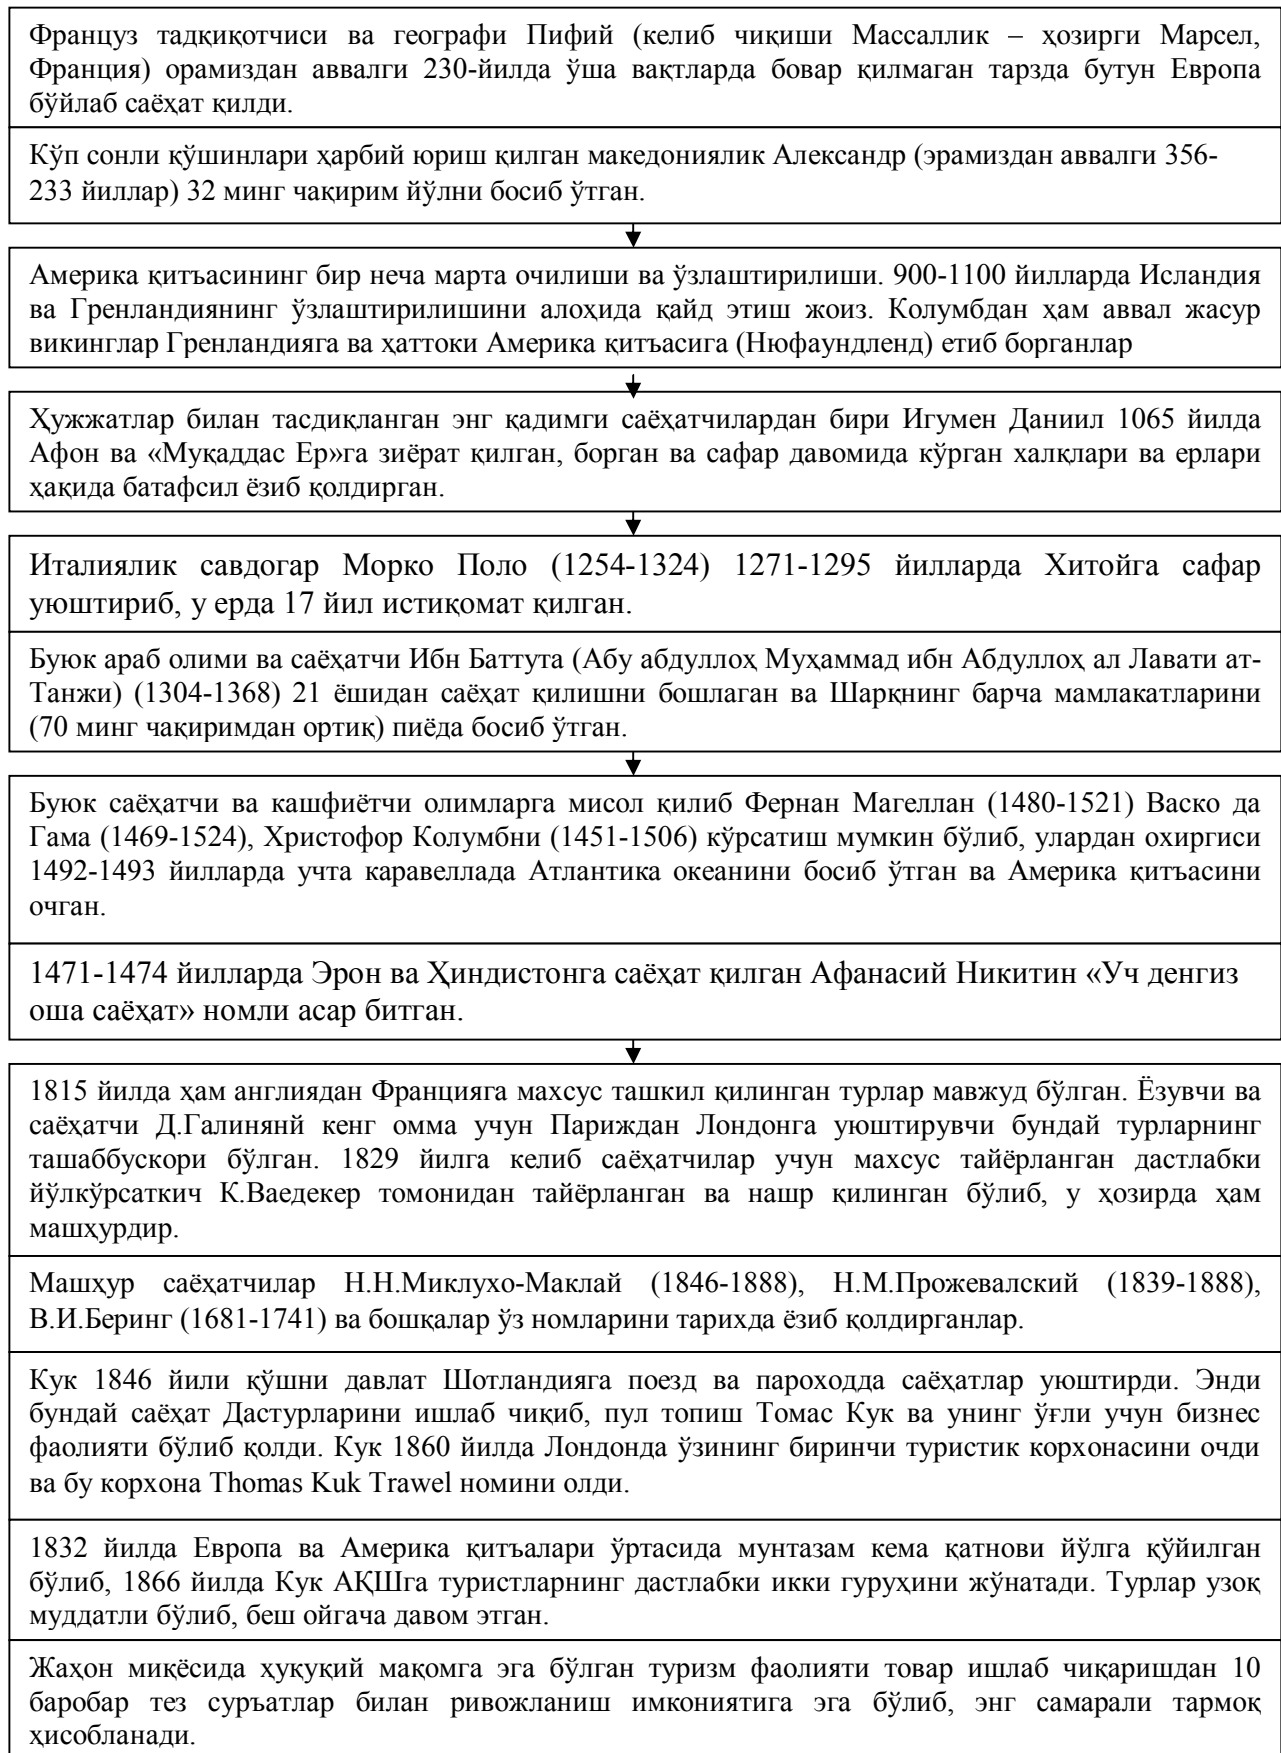 Француз тадқиқотчиси ва географи Пифий (келиб чиқиши Массаллик – ҳозирги Марсел,
Франция) орамиздан аввалги 230-йилда ўша вақтларда бовар қилмаган тарзда бутун Европа
бўйлаб саёҳат қилди.
Кўп сонли қўшинлари ҳарбий юриш қилган македониялик Александр (эрамиздан аввалги 356-
233 йиллар) 32 минг чақирим йўлни босиб ўтган.
Америка қитъасининг бир неча марта очилиши ва ўзлаштирилиши. 900-1100 йилларда Исландия
ва Гренландиянинг ўзлаштирилишини алоҳида қайд этиш жоиз. Колумбдан ҳам аввал жасур
викинглар Гренландияга ва ҳаттоки Америка қитъасига (Нюфаундленд) етиб борганлар
Ҳужжатлар билан тасдиқланган энг қадимги саёҳатчилардан бири Игумен Даниил 1065 йилда
Афон ва «Муқаддас Ер»га зиёрат қилган, борган ва сафар давомида кўрган халқлари ва ерлари
ҳақида батафсил ёзиб қолдирган.
Италиялик савдогар Морко Поло (1254-1324) 1271-1295 йилларда Хитойга сафар
уюштириб, у ерда 17 йил истиқомат қилган.
Буюк араб олими ва саёҳатчи Ибн Баттута (Абу абдуллоҳ Муҳаммад ибн Абдуллоҳ ал Лавати ат-
Танжи) (1304-1368) 21 ёшидан саёҳат қилишни бошлаган ва Шарқнинг барча мамлакатларини
(70 минг чақиримдан ортиқ) пиёда босиб ўтган.
Буюк саёҳатчи ва кашфиётчи олимларга мисол қилиб Фернан Магеллан (1480-1521) Васко да
Гама (1469-1524), Христофор Колумбни (1451-1506) кўрсатиш мумкин бўлиб, улардан охиргиси
1492-1493 йилларда учта каравеллада Атлантика океанини босиб ўтган ва Америка қитъасини
очган.
1471-1474 йилларда Эрон ва Ҳиндистонга саёҳат қилган Афанасий Никитин «Уч денгиз
оша саёҳат» номли асар битган.
1815 йилда ҳам англиядан Францияга махсус ташкил қилинган турлар мавжуд бўлган. Ёзувчи ва
саёҳатчи Д.Галинянй кенг омма учун Париждан Лондонга уюштирувчи бундай турларнинг
ташаббускори бўлган. 1829 йилга келиб саёҳатчилар учун махсус тайёрланган дастлабки
йўлкўрсаткич К.Ваедекер томонидан тайёрланган ва нашр қилинган бўлиб, у ҳозирда ҳам
машҳурдир.
Машҳур саёҳатчилар Н.Н.Миклухо-Маклай (1846-1888), Н.М.Прожевалский (1839-1888),
В.И.Беринг (1681-1741) ва бошқалар ўз номларини тарихда ёзиб қолдирганлар.
Кук 1846 йили қўшни давлат Шотландияга поезд ва пароходда саёҳатлар уюштирди. Энди
бундай саёҳат Дастурларини ишлаб чиқиб, пул топиш Томас Кук ва унинг ўғли учун бизнес
фаолияти бўлиб қолди. Кук 1860 йилда Лондонда ўзининг биринчи туристик корхонасини очди
ва бу корхона Thomas Kuk Trawel номини олди.
1832 йилда Европа ва Америка қитъалари ўртасида мунтазам кема қатнови йўлга қўйилган
бўлиб, 1866 йилда Кук АҚШга туристларнинг дастлабки икки гуруҳини жўнатади. Турлар узоқ
муддатли бўлиб, беш ойгача давом этган.
Жаҳон миқёсида ҳуқуқий мақомга эга бўлган туризм фаолияти товар ишлаб чиқаришдан 10
баробар тез суръатлар билан ривожланиш имкониятига эга бўлиб, энг самарали тармоқ
ҳисобланади.